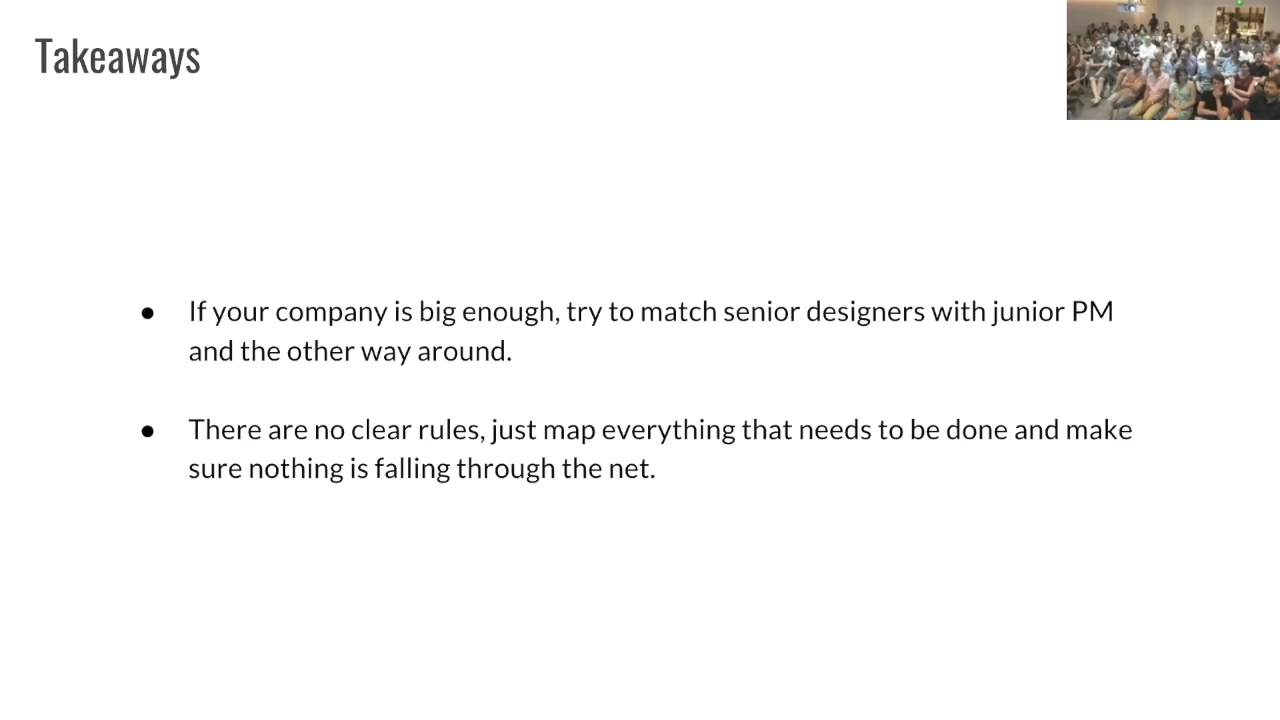 Takeaways
● If your company is big enough, try to match senior designers with junior PM
and the other way around.
● There are no clear rules, just map everything that needs to be done and make
sure nothing is falling through the net.